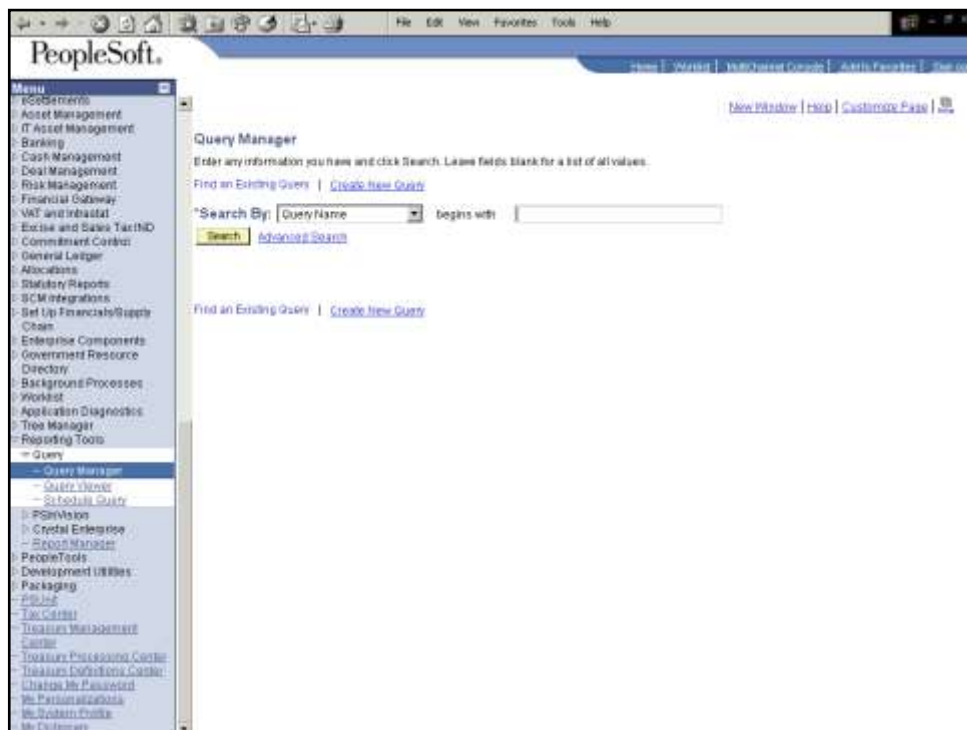 File Edit View Favorites Tools Help
PeopleSoft.
Home | Worklist | MultiChannel Console | Add to Favorites | Sign out
Menu
eSettlements
Asset Management
IT Asset Management
Banking
Cash Management
Deal Management
Risk Management
Financial Gateway
VAT and Intrastat
Excise and Sales Tax IND
Commitment Control
General Ledger
Allocations
Statutory Reports
SCM Integrations
Set Up Financials/Supply
Chain
Enterprise Components
Government Resource
Directory
Background Processes
Worklist
Application Diagnostics
Tree Manager
Reporting Tools
Query
Query Manager
Query Viewer
Schedule Query
PS/nVision
Crystal Enterprise
Report Manager
PeopleTools
Development Utilities
Packaging
Tax Center
Treasury Management
Center
Treasury Processing Center
Treasury Definitions Center
Change My Password
My Personalizations
My System Profile
My Dictionary
New Window | Help | Customize Page |
Query Manager
Enter any information you have and click Search. Leave fields blank for a list of all values.
Find an Existing Query | Create New Query
*Search By: Query Name begins with
Search Advanced Search
Find an Existing Query | Create New Query